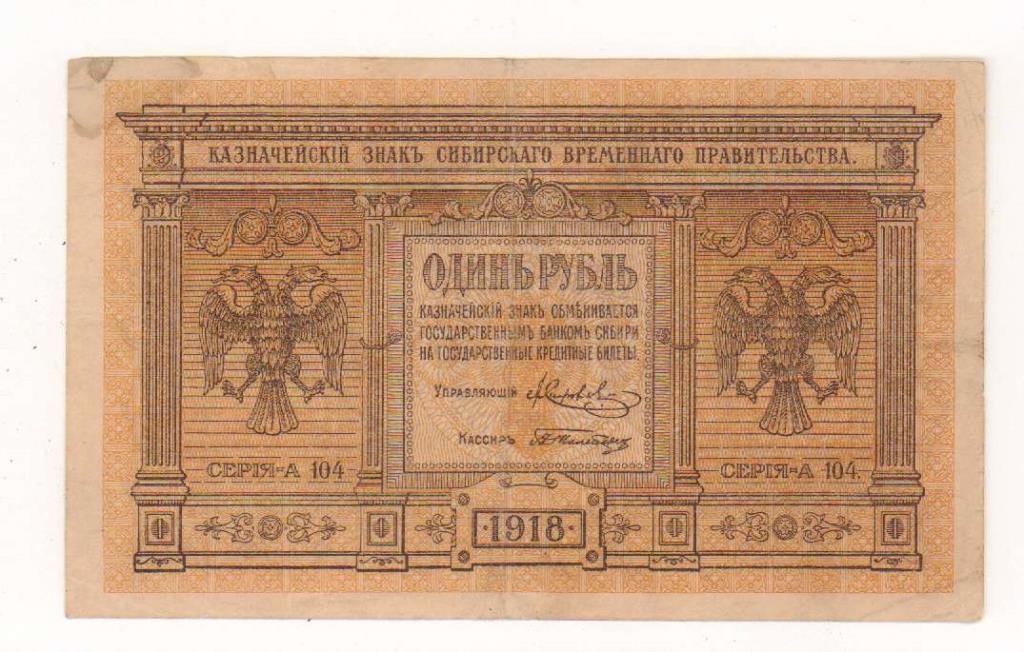 КАЗНАЧЕЙСКІЙ ЗНАКЪ СИБИРСКАГО ВРЕМЕННАГО ПРАВИТЕЛЬСТВА.
ОДИНЪ РУБЛЬ
КАЗНАЧЕЙСКІЙ ЗНАКЪ ОБМѢНИВАЕТСЯ
ГОСУДАРСТВЕННЫМЪ БАНКОМЪ СИБИРИ
НА ГОСУДАРСТВЕННЫЕ КРЕДИТНЫЕ БИЛЕТЫ.
УПРАВЛЯЮЩІЙ
КАССИРЪ
СЕРІЯ-А 104
СЕРІЯ-А 104.
1918